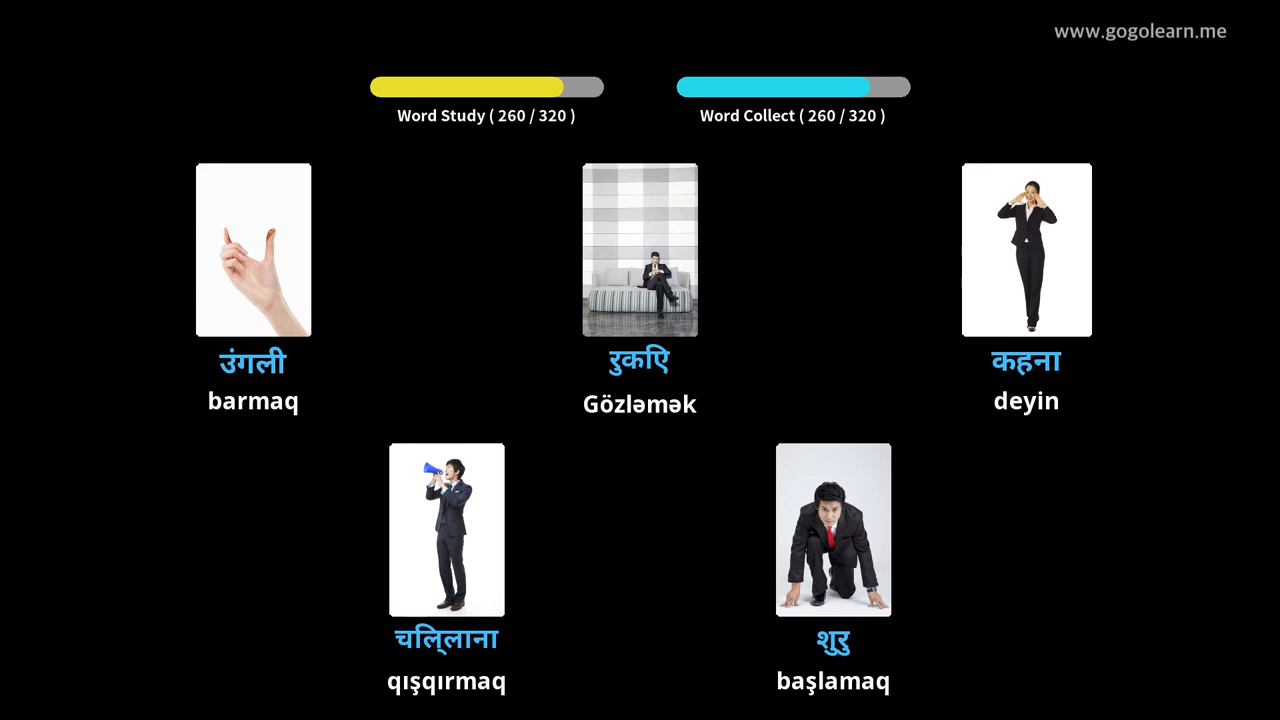 www.gogolearn.me
Word Study ( 260 / 320 )
Word Collect ( 260 / 320 )
उंगली
रुकिए
कहना
barmaq
Gözləmək
deyin
चिल्लाना
शुरु
qışqırmaq
başlamaq